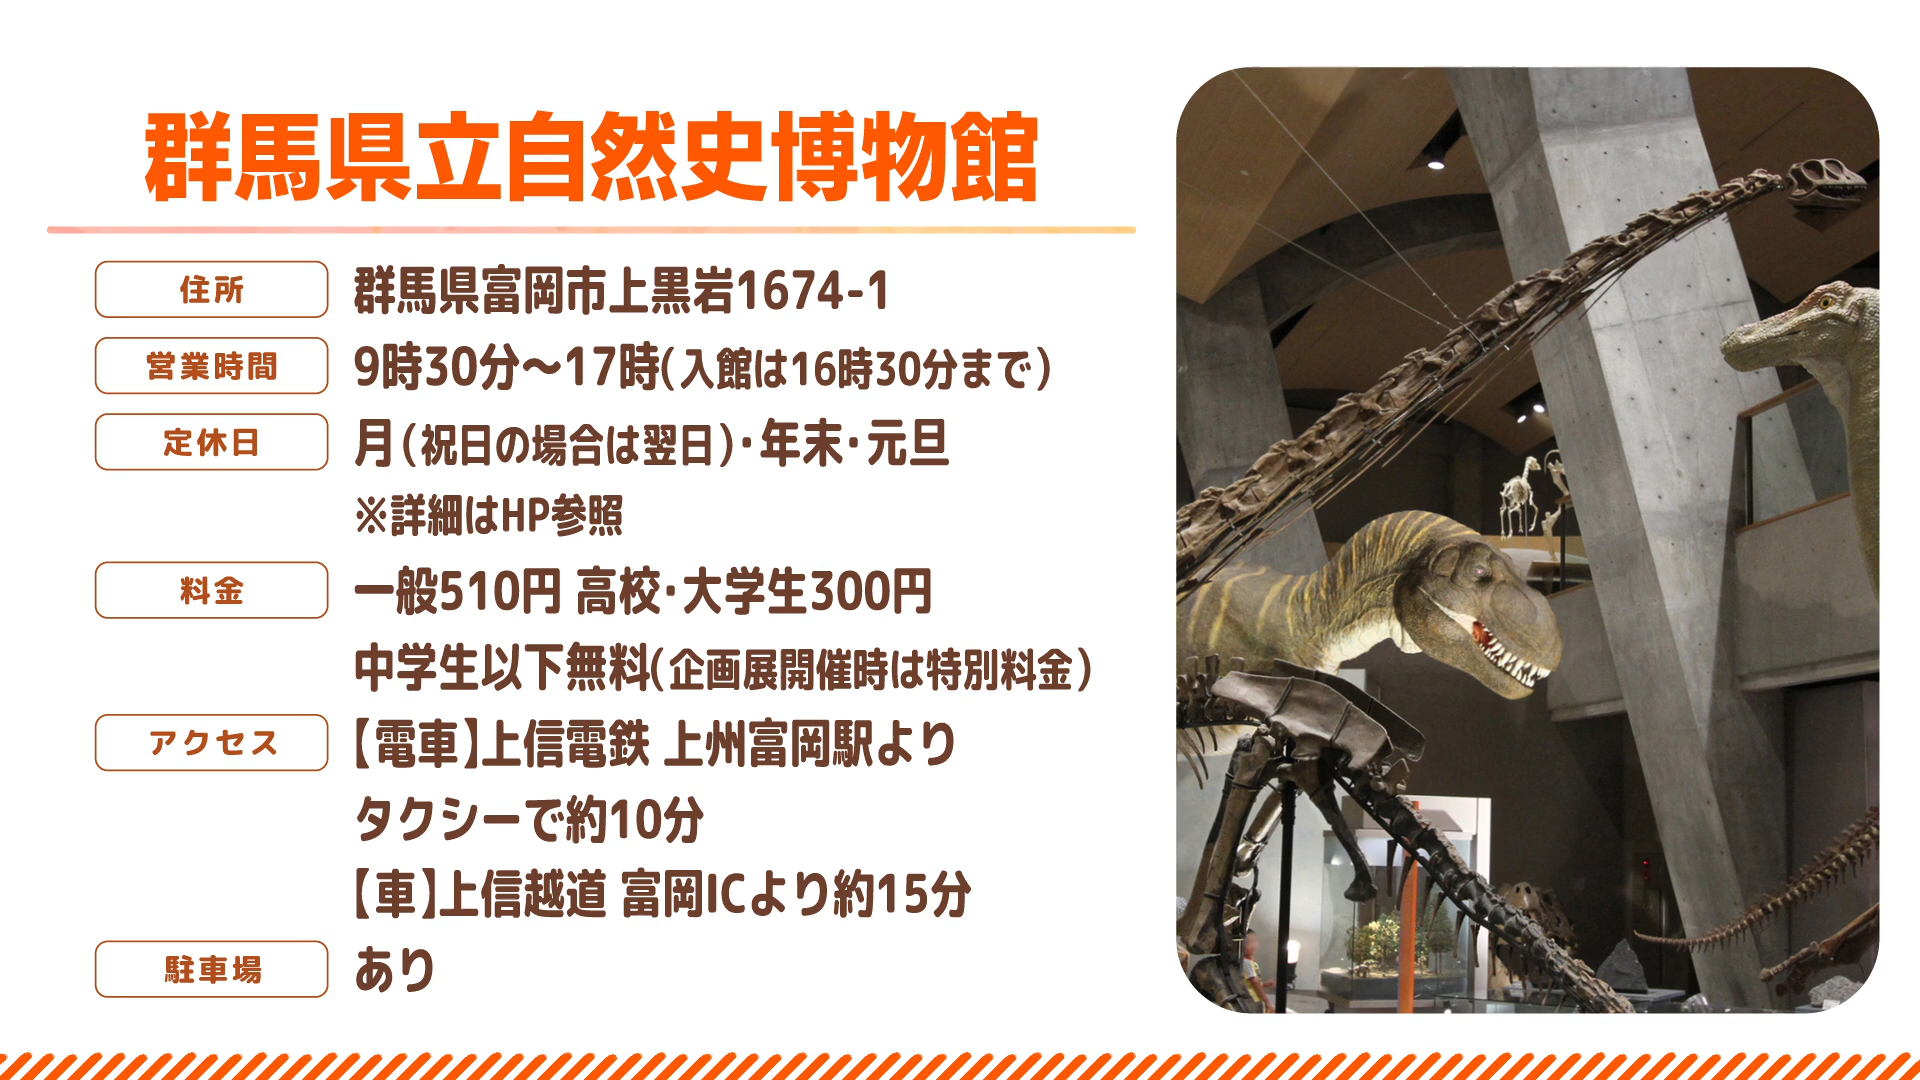 群馬県立自然史博物館
住所 群馬県富岡市上黒岩1674-1
営業時間 9時30分～17時(入館は16時30分まで)
定休日 月(祝日の場合は翌日)・年末・元旦
※詳細はHP参照
料金 一般510円 高校・大学生300円
中学生以下無料(企画展開催時は特別料金)
アクセス 【電車】上信電鉄 上州富岡駅より
タクシーで約10分
【車】上信越道 富岡ICより約15分
駐車場 あり